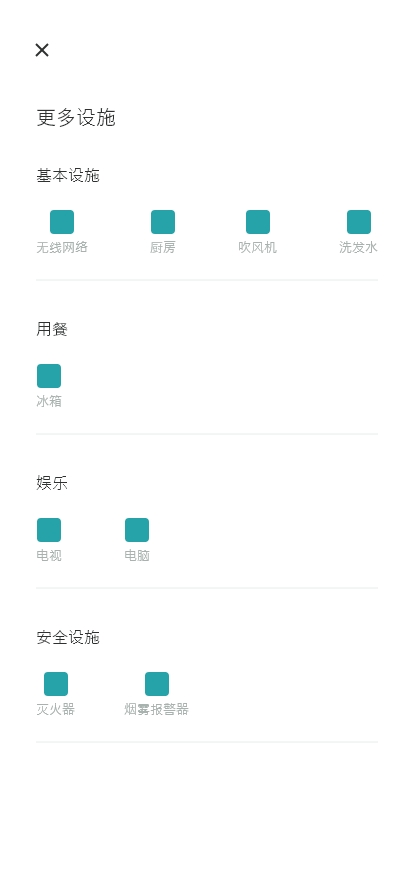 更多设施
基本设施
无线网络 厨房 吹风机 洗发水
用餐
冰箱
娱乐
电视 电脑
安全设施
灭火器 烟雾报警器